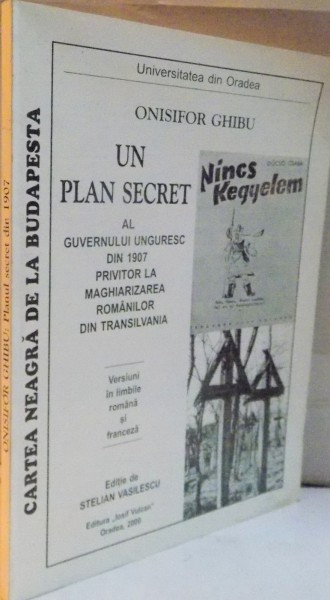 Universitatea din Oradea
ONISIFOR GHIBU
UN
PLAN SECRET
AL
GUVERNULUI UNGURESC
DIN 1907
PRIVITOR LA
MAGHIARIZAREA
ROMÂNILOR
DIN TRANSILVANIA
Versiuni
în limbile
română
și
franceză
Ediție de
STELIAN VASILESCU
Editura „Iosif Vulcan”
Oradea, 2000
Nincs
Kegyelem
CARTEA NEAGRĂ DE LA BUDAPESTA
ONISIFOR GHIBU: Planul secret din 1907